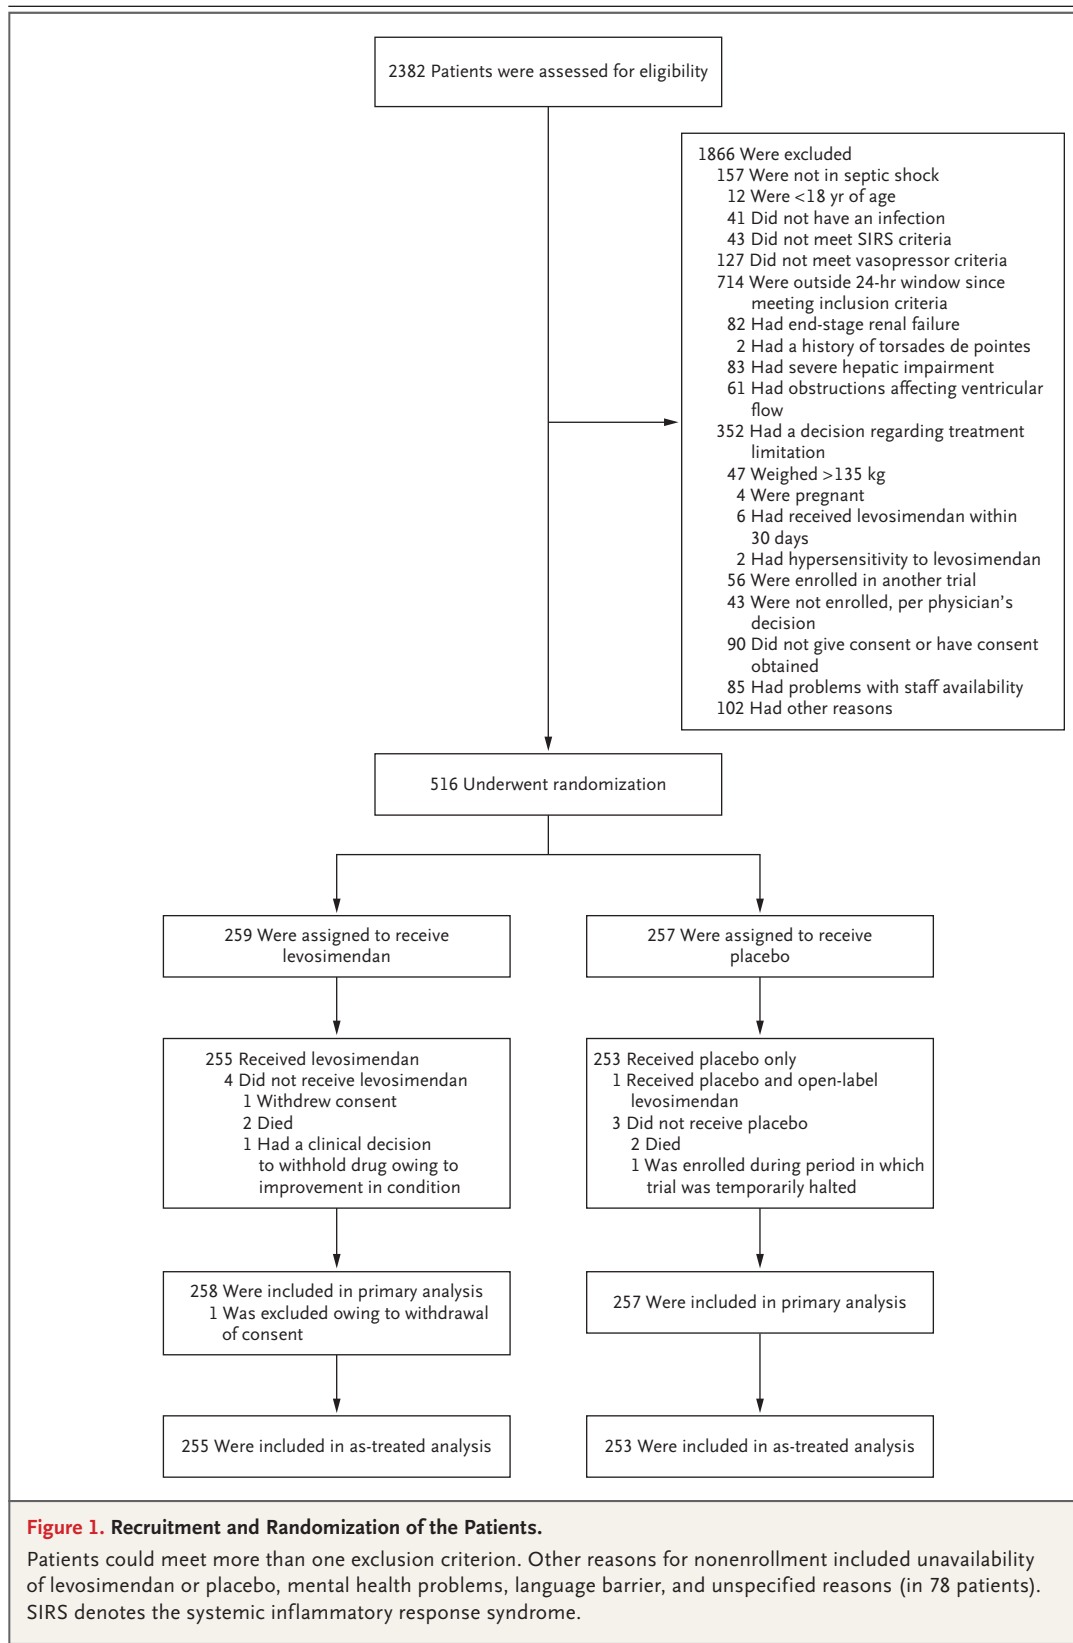 2382 Patients were assessed for eligibility
1866 Were excluded
157 Were not in septic shock
12 Were <18 yr of age
41 Did not have an infection
43 Did not meet SIRS criteria
127 Did not meet vasopressor criteria
714 Were outside 24-hr window since
meeting inclusion criteria
82 Had end-stage renal failure
2 Had a history of torsades de pointes
83 Had severe hepatic impairment
61 Had obstructions affecting ventricular
flow
352 Had a decision regarding treatment
limitation
47 Weighed >135 kg
4 Were pregnant
6 Had received levosimendan within
30 days
2 Had hypersensitivity to levosimendan
56 Were enrolled in another trial
43 Were not enrolled, per physician’s
decision
90 Did not give consent or have consent
obtained
85 Had problems with staff availability
102 Had other reasons
516 Underwent randomization
259 Were assigned to receive
levosimendan
257 Were assigned to receive
placebo
255 Received levosimendan
4 Did not receive levosimendan
1 Withdrew consent
2 Died
1 Had a clinical decision
to withhold drug owing to
improvement in condition
253 Received placebo only
1 Received placebo and open-label
levosimendan
3 Did not receive placebo
2 Died
1 Was enrolled during period in which
trial was temporarily halted
258 Were included in primary analysis
1 Was excluded owing to withdrawal
of consent
257 Were included in primary analysis
255 Were included in as-treated analysis
253 Were included in as-treated analysis
Figure 1. Recruitment and Randomization of the Patients.
Patients could meet more than one exclusion criterion. Other reasons for nonenrollment included unavailability
of levosimendan or placebo, mental health problems, language barrier, and unspecified reasons (in 78 patients).
SIRS denotes the systemic inflammatory response syndrome.